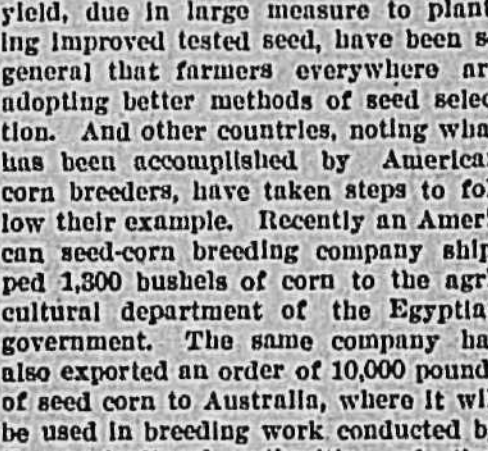 yield, due in large measure to plant
ing improved tested seed, have been s
general that farmers everywhere ar
adopting better methods of seed selec
tion. And other countries, noting wha
has been accomplished by America
corn breeders, have taken steps to fol
low their example. Recently an Ameri
can seed-corn breeding company ship
ped 1,300 bushels of corn to the agri
cultural department of the Egyptia
government. The same company ha
also exported an order of 10,000 pound
of seed corn to Australia, where it wil
be used in breeding work conducted b